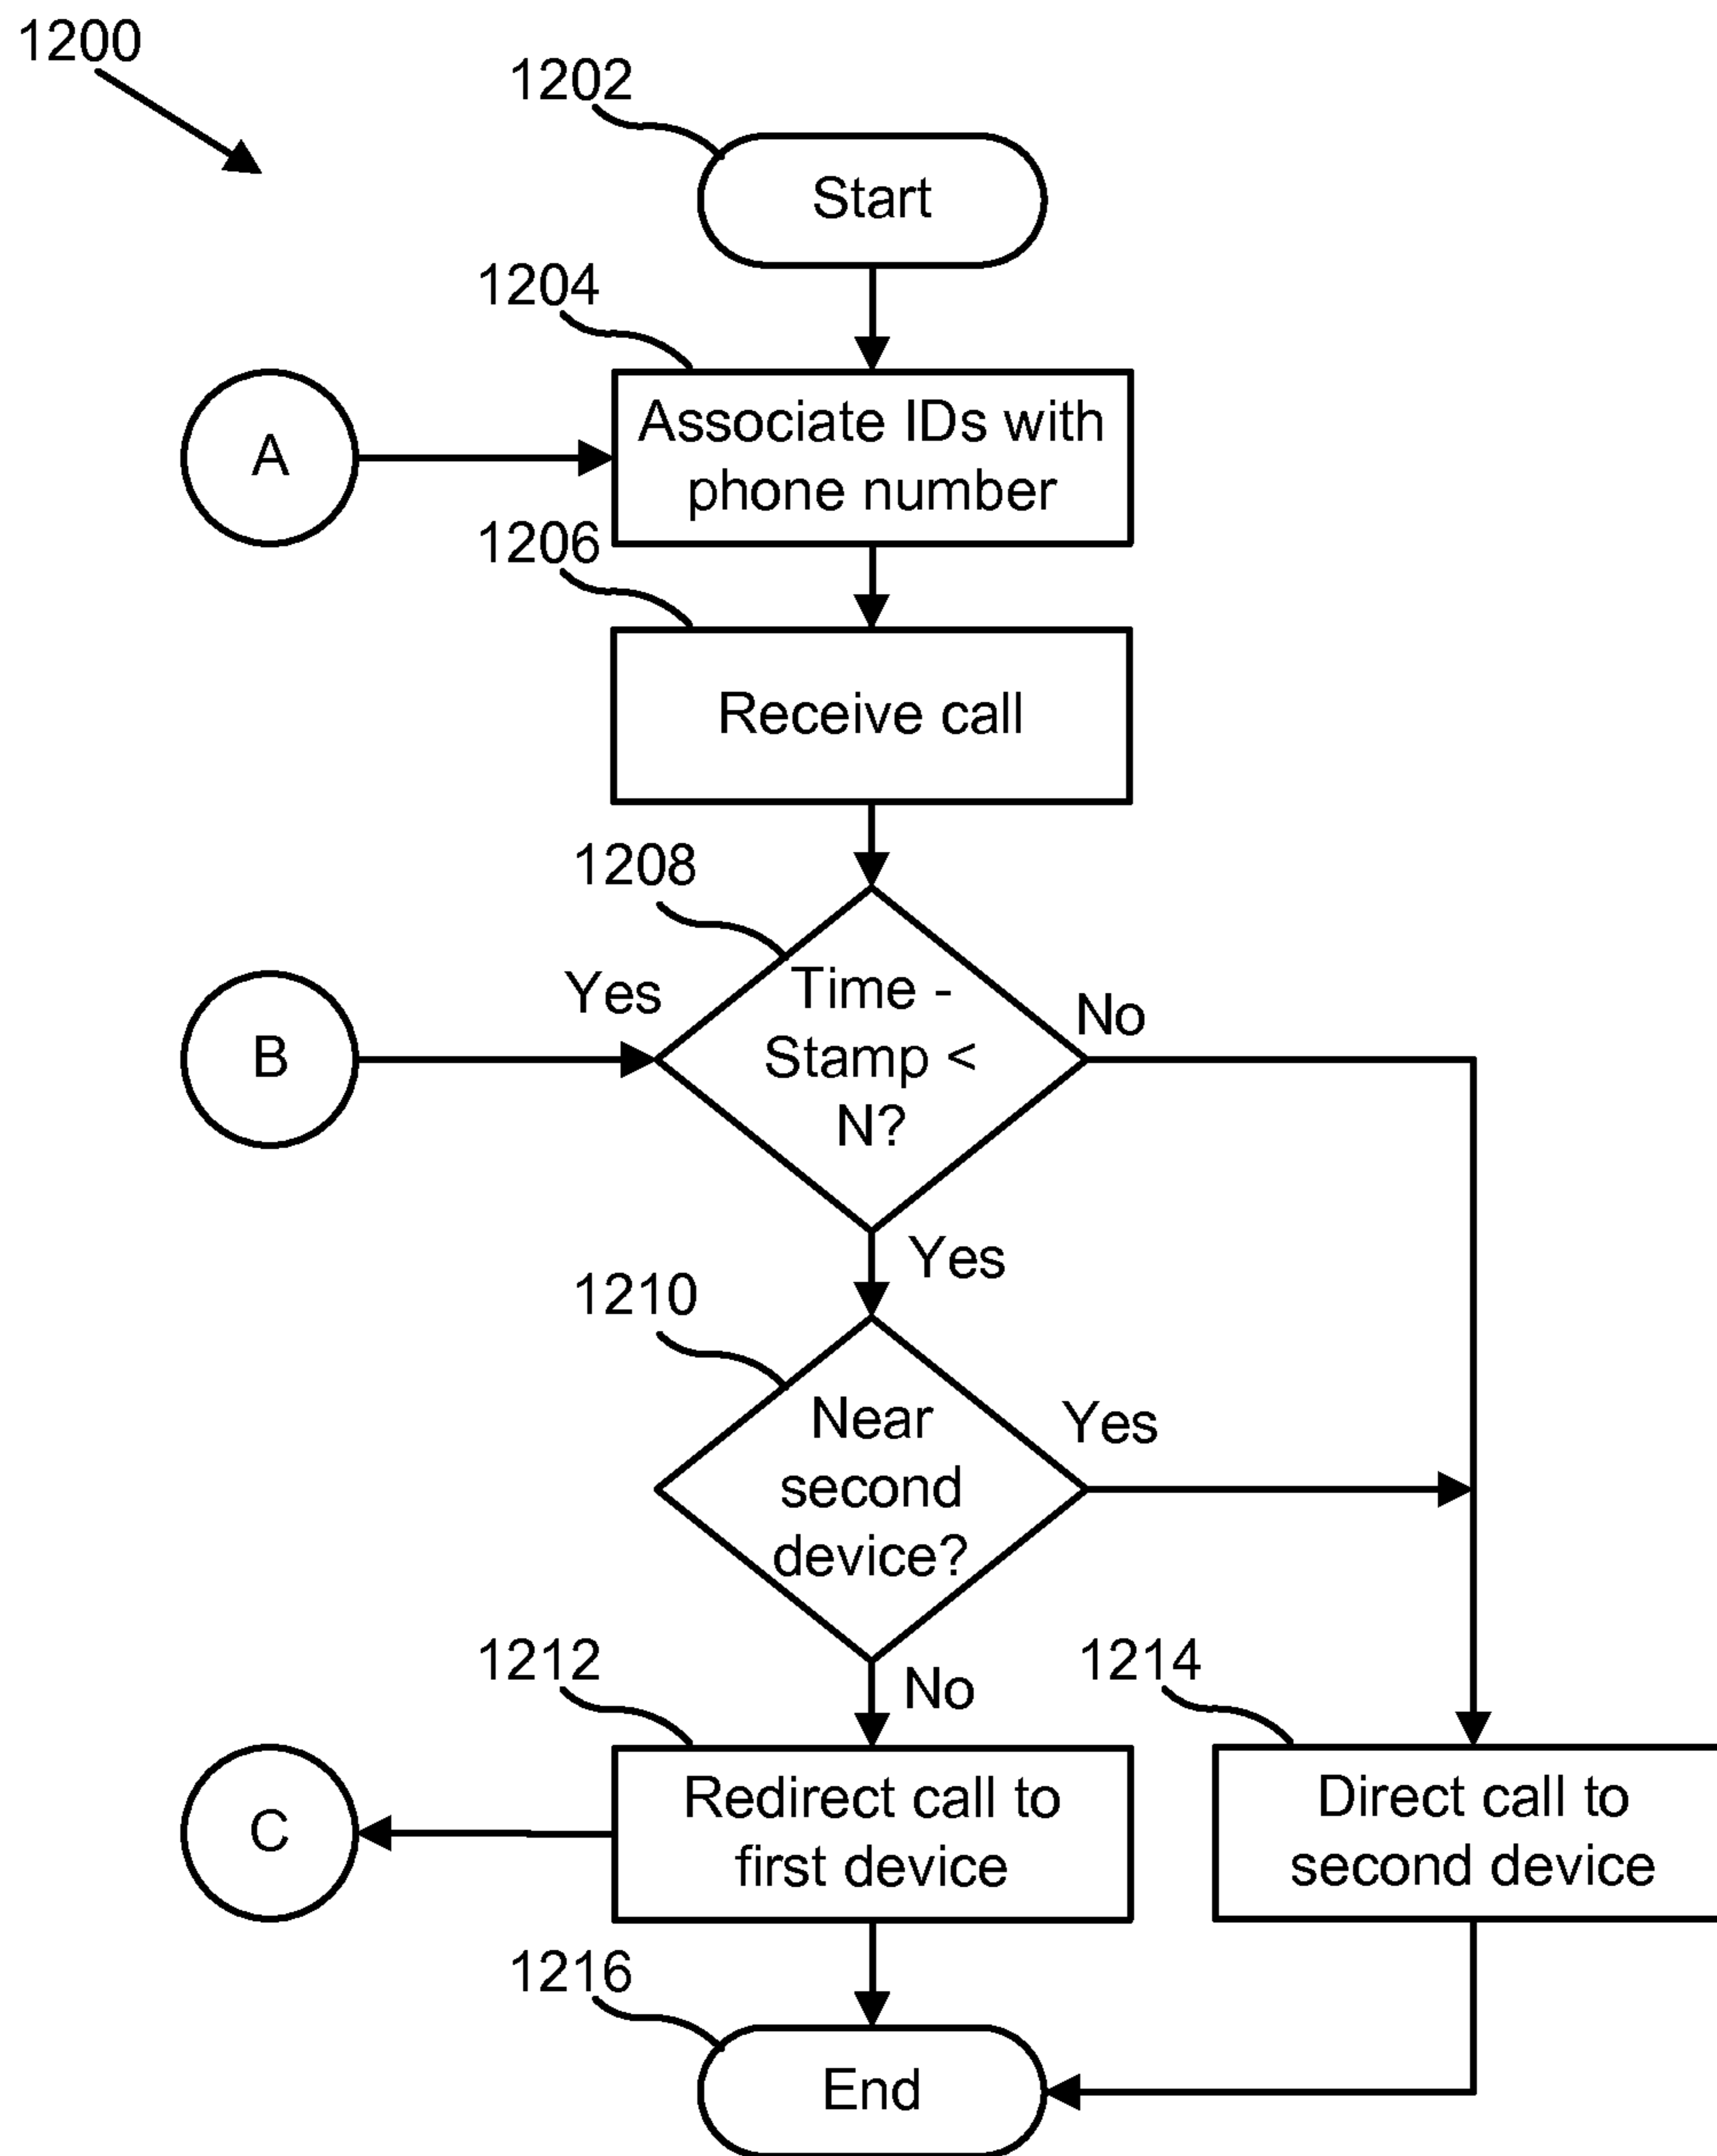 1200
1202
Start
1204
A
Associate IDs with
phone number
1206
Receive call
1208
Yes
Time -
Stamp <
N?
No
B
Yes
1210
Near
second
device?
Yes
1212
No
1214
C
Redirect call to
first device
Direct call to
second device
1216
End